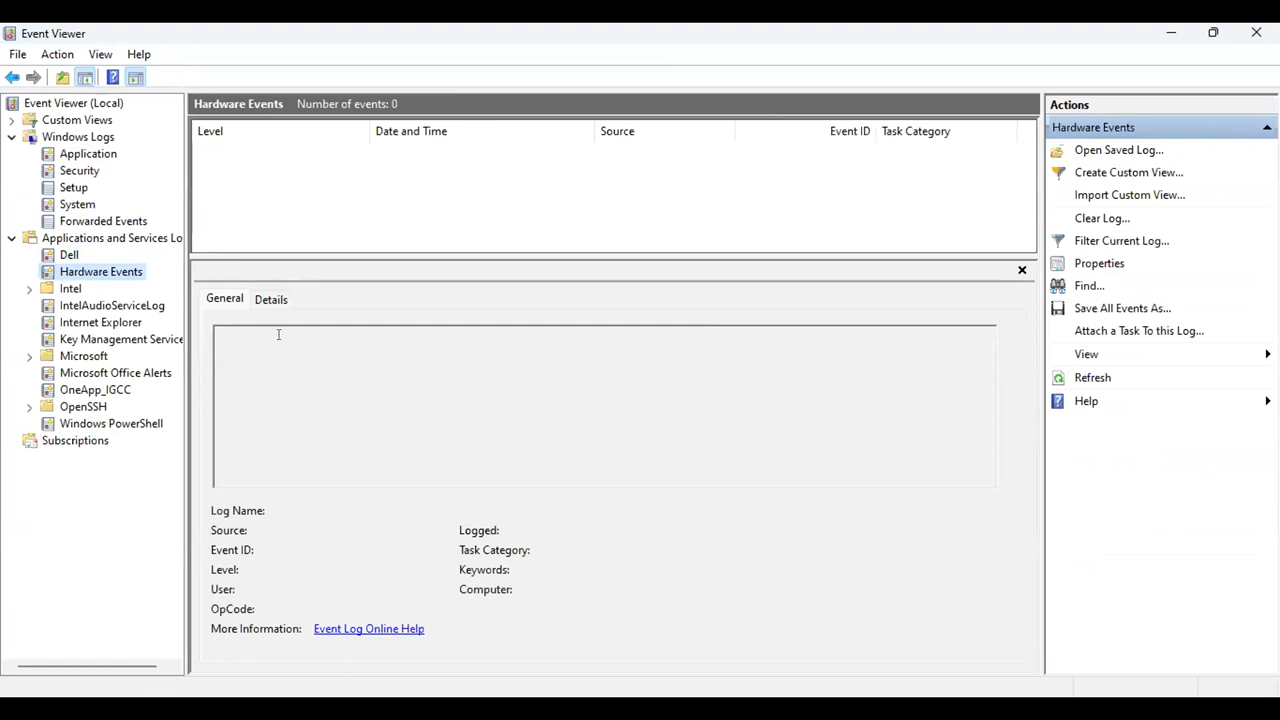 Event Viewer
File Action View Help
Event Viewer (Local)
Custom Views
Windows Logs
Application
Security
Setup
System
Forwarded Events
Applications and Services Lo
Dell
Hardware Events
Intel
IntelAudioServiceLog
Internet Explorer
Key Management Service
Microsoft
Microsoft Office Alerts
OneApp_IGCC
OpenSSH
Windows PowerShell
Subscriptions
Hardware Events Number of events: 0
Level Date and Time Source Event ID Task Category
General Details
Log Name:
Source: Logged:
Event ID: Task Category:
Level: Keywords:
User: Computer:
OpCode:
More Information: Event Log Online Help
Actions
Hardware Events
Open Saved Log...
Create Custom View...
Import Custom View...
Clear Log...
Filter Current Log...
Properties
Find...
Save All Events As...
Attach a Task To this Log...
View
Refresh
Help